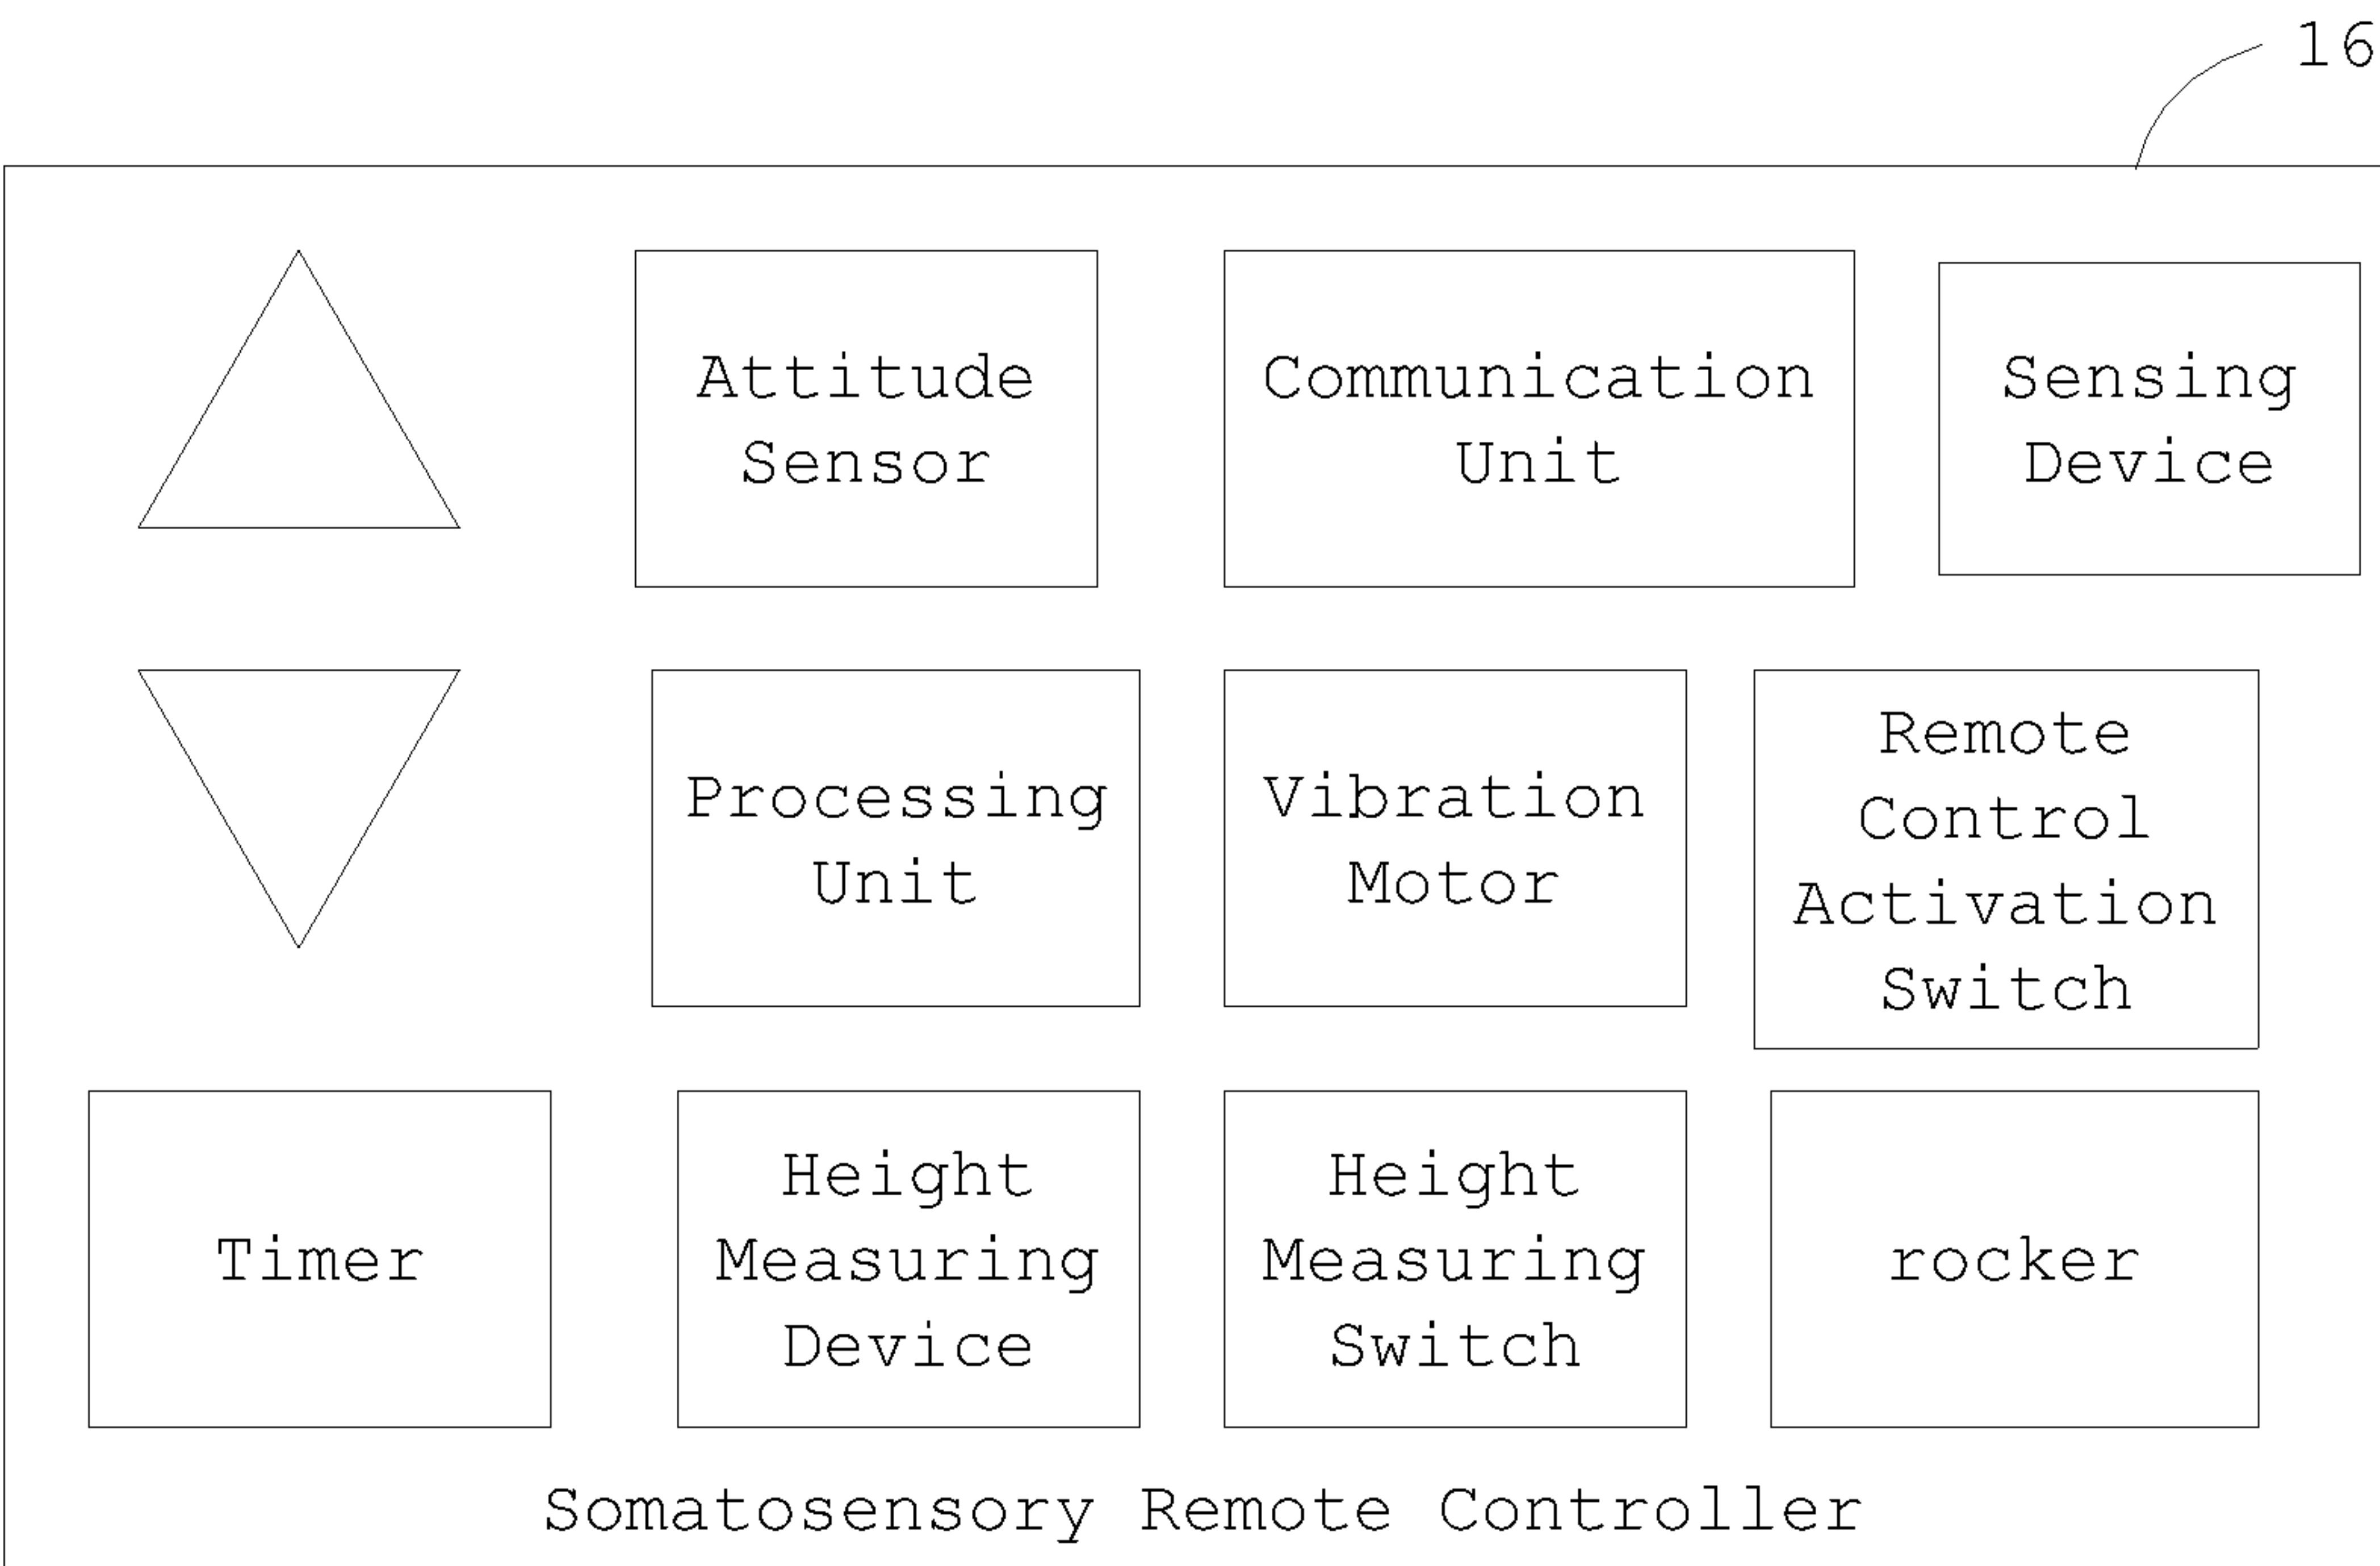 16
Attitude
Sensor
Communication
Unit
Sensing
Device
Processing
Unit
Vibration
Motor
Remote
Control
Activation
Switch
Timer
Height
Measuring
Device
Height
Measuring
Switch
rocker
Somatosensory Remote Controller